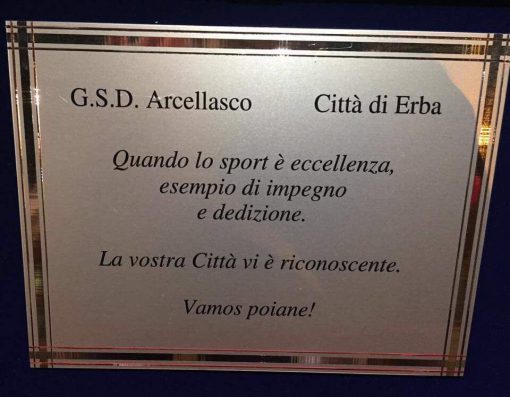 G.S.D. Arcellasco Città di Erba
Quando lo sport è eccellenza,
esempio di impegno
e dedizione.
La vostra Città vi è riconoscente.
Vamos poiane!